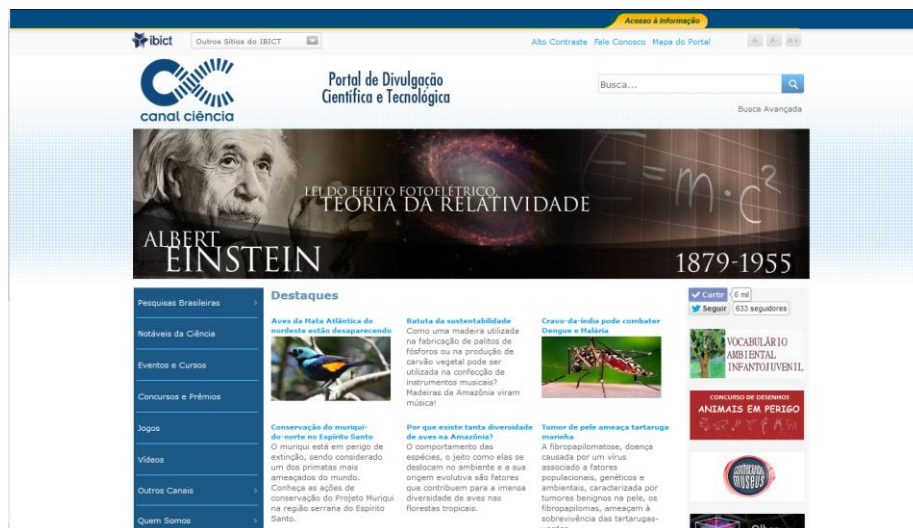 Acesso à Informação
ibict
Outros Sítios do IBICT
Alto Contraste Fale Conosco Mapa do Portal
A- A A+
canal ciência
Portal de Divulgação
Científica e Tecnológica
Busca...
Busca Avançada
LEI DO EFEITO FOTOELÉTRICO
TEORIA DA RELATIVIDADE
E=m.c²
ALBERT
EINSTEIN
1879-1955
Pesquisas Brasileiras
Notáveis da Ciência
Eventos e Cursos
Concursos e Prêmios
Jogos
Vídeos
Outros Canais
Quem Somos
Destaques
Aves da Mata Atlântica do
nordeste estão desaparecendo
Batuta da sustentabilidade
Como uma madeira utilizada
na fabricação de palitos de
fósforos ou na produção de
carvão vegetal pode ser
utilizada na confecção de
instrumentos musicais?
Madeiras da Amazônia viram
música!
Cravo-da-índia pode combater
Dengue e Malária
Conservação do muriqui-
do-norte no Espírito Santo
O muriqui está em perigo de
extinção, sendo considerado
um dos primatas mais
ameaçados do mundo.
Conheça as ações de
conservação do Projeto Muriqui
na região serrana do Espírito
Santo.
Por que existe tanta diversidade
de aves na Amazônia?
O comportamento das
espécies, o jeito como elas se
deslocam no ambiente e a sua
origem evolutiva são fatores
que contribuem para a imensa
diversidade de aves nas
florestas tropicais.
Tumor de pele ameaça tartaruga
marinha
A fibropapilomatose, doença
causada por um vírus
associado a fatores
populacionais, genéticos e
ambientais, caracterizada por
tumores benignos na pele, os
fibropapilomas, ameaçam à
sobrevivência das tartarugas-
Curtir 6 mil
Seguir 633 seguidores
VOCABULÁRIO
AMBIENTAL
INFANTOJUVENIL
CONCURSO DE DESENHOS
ANIMAIS EM PERIGO
conhecendo
museus
Olhar